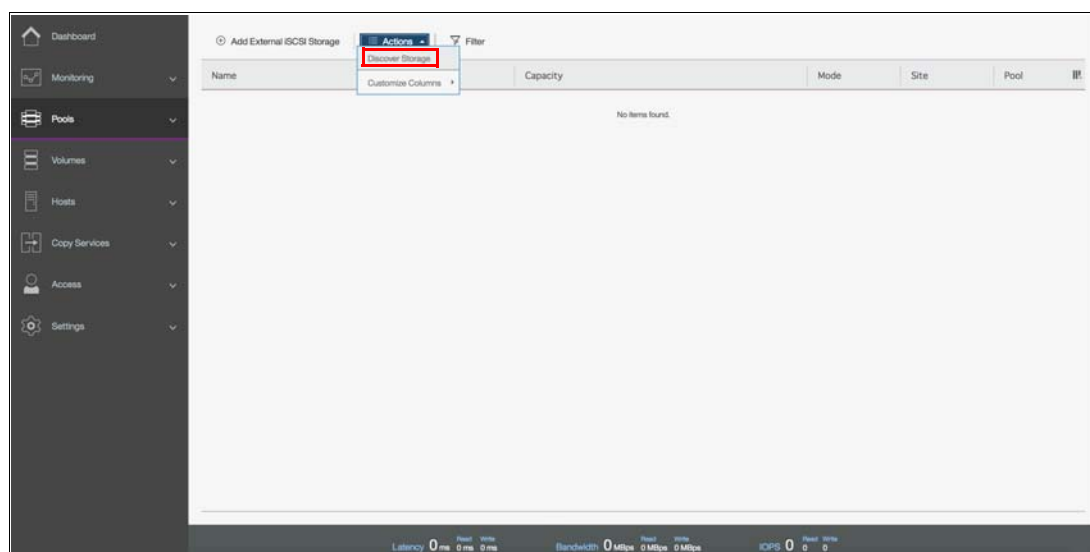 Dashboard
Monitoring
Pools
Volumes
Hosts
Copy Services
Access
Settings
Add External iSCSI Storage Actions Filter
Discover Storage
Customize Columns
Name Capacity Mode Site Pool
No items found.
Latency 0 ms Read 0 ms Write 0 ms Bandwidth 0 MBps Read 0 MBps Write 0 MBps IOPS 0 Read 0 Write 0